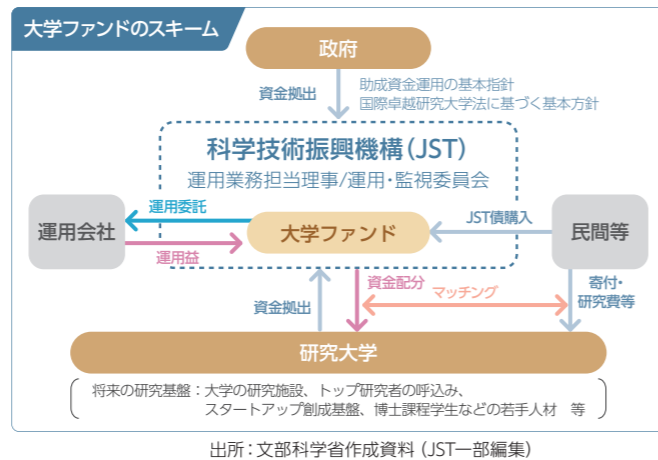 大学ファンドのスキーム
政府
資金拠出
助成資金運用の基本指針
国際卓越研究大学法に基づく基本方針
科学技術振興機構(JST)
運用業務担当理事/運用・監視委員会
運用会社
運用委託
運用益
大学ファンド
JST債購入
民間等
資金拠出
資金配分
マッチング
寄付・
研究費等
研究大学
将来の研究基盤:大学の研究施設、トップ研究者の呼込み、
スタートアップ創成基盤、博士課程学生などの若手人材 等
出所:文部科学省作成資料(JST一部編集)